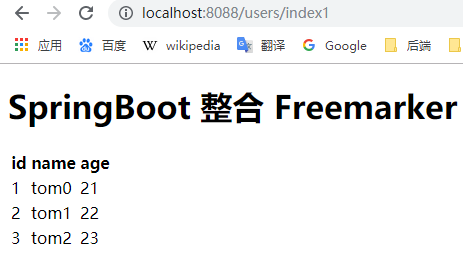 localhost:8088/users/index1
应用 百度 W wikipedia 翻译 G Google 后端
SpringBoot 整合 Freemarker
id name age
1 tom0 21
2 tom1 22
3 tom2 23